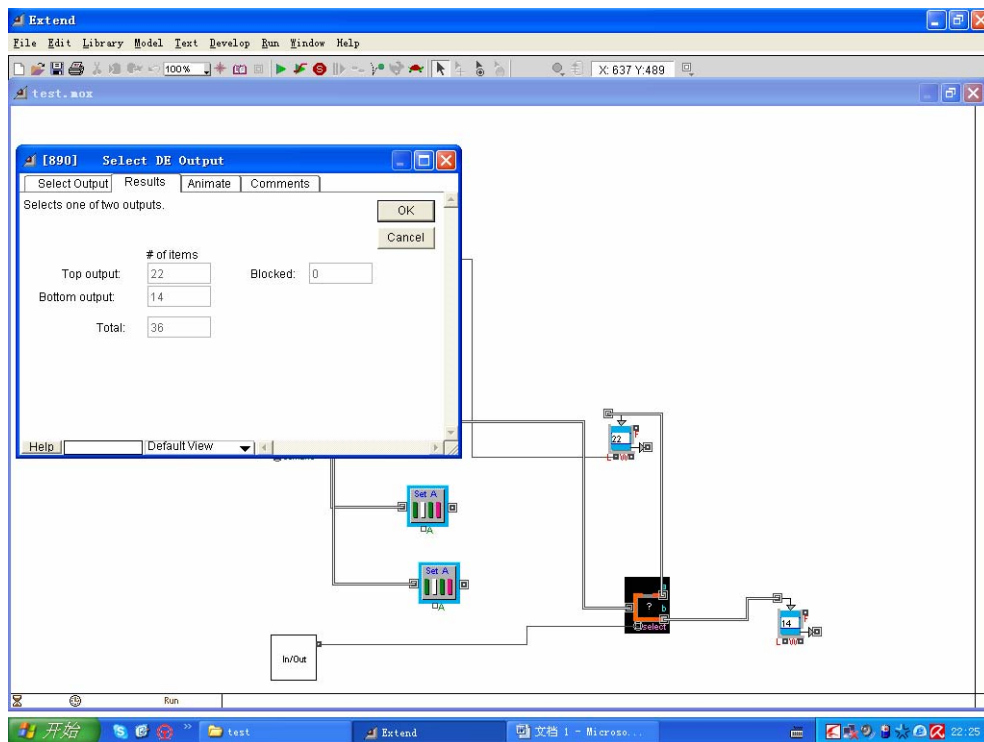 Extend
File Edit Library Model Text Develop Run Window Help
100%
X: 637 Y:489
test.mox
[890] Select DE Output
Select Output Results Animate Comments
Selects one of two outputs.
OK
Cancel
# of items
Top output: 22 Blocked: 0
Bottom output: 14
Total: 36
Help Default View
22
F
L W
Set A
A
Set A
A
? b
select
14
F
L W
In/Out
Run
开始 test Extend 文档 1 - Microso... 22:25